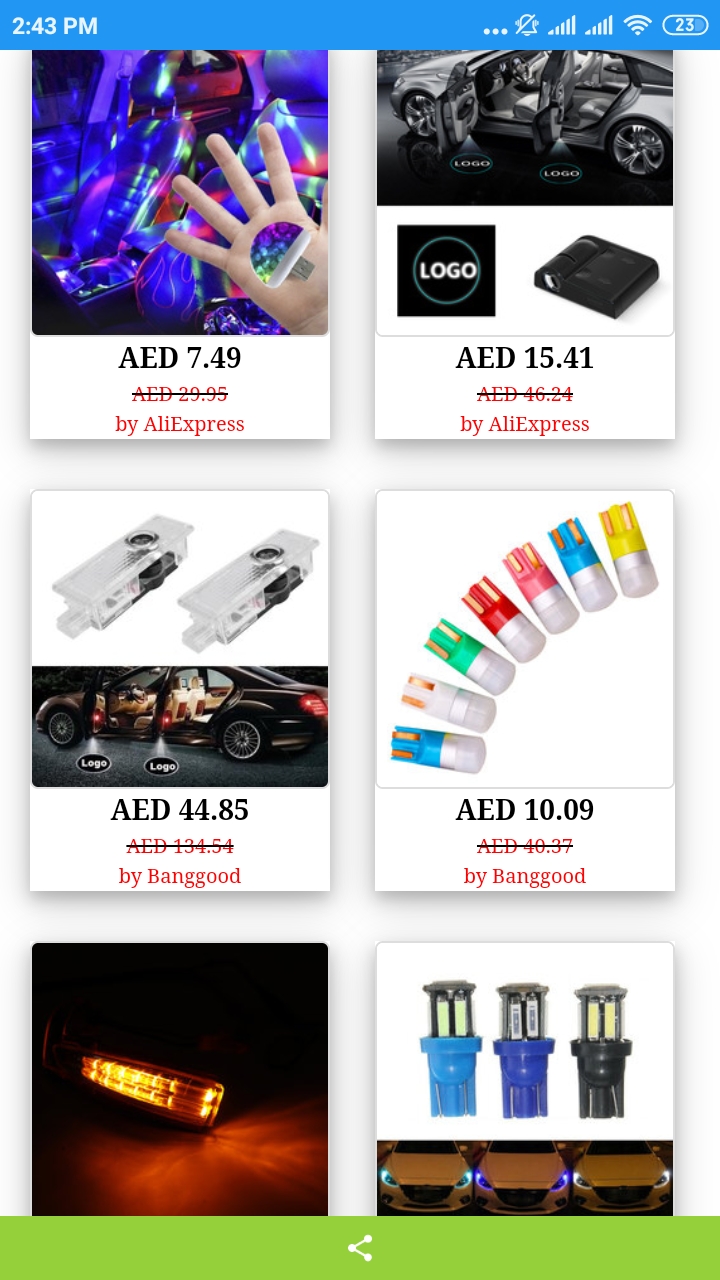 2:43 PM
23
LOGO
LOGO
LOGO
AED 7.49
AED 29.95
by AliExpress
AED 15.41
AED 46.24
by AliExpress
Logo
Logo
AED 44.85
AED 134.54
by Banggood
AED 10.09
AED 40.37
by Banggood